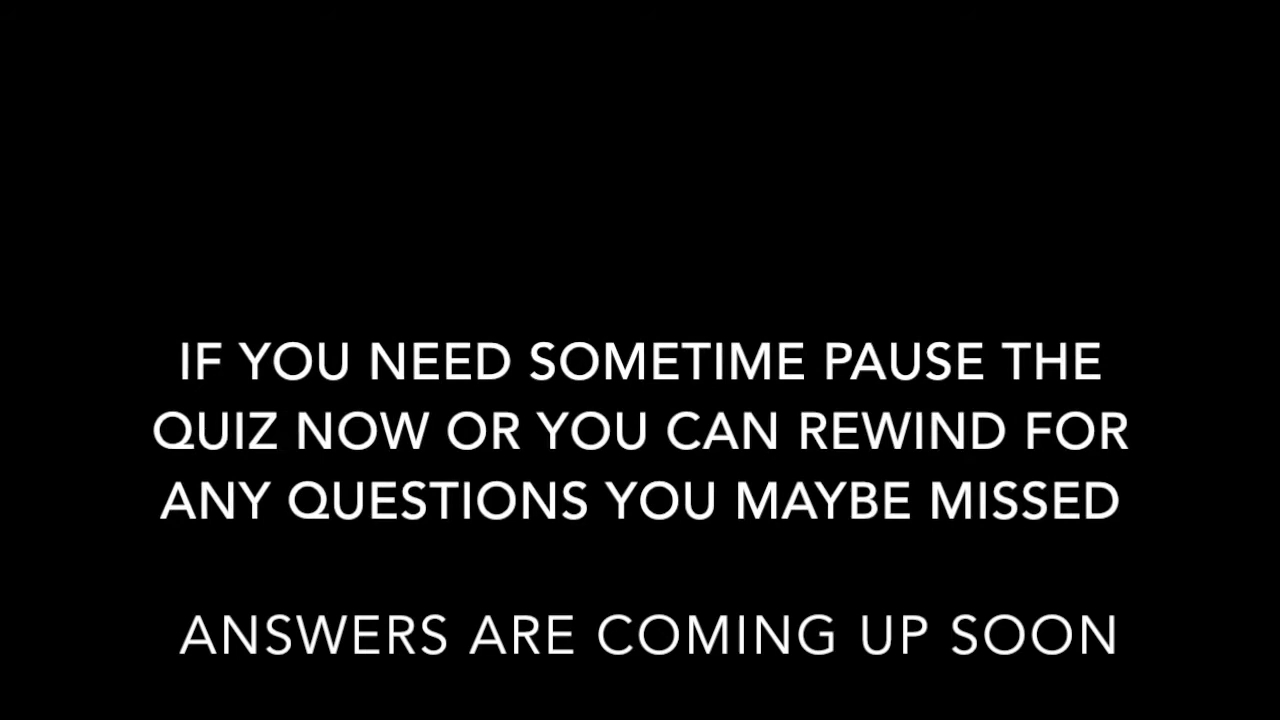 IF YOU NEED SOMETIME PAUSE THE
QUIZ NOW OR YOU CAN REWIND FOR
ANY QUESTIONS YOU MAYBE MISSED
ANSWERS ARE COMING UP SOON